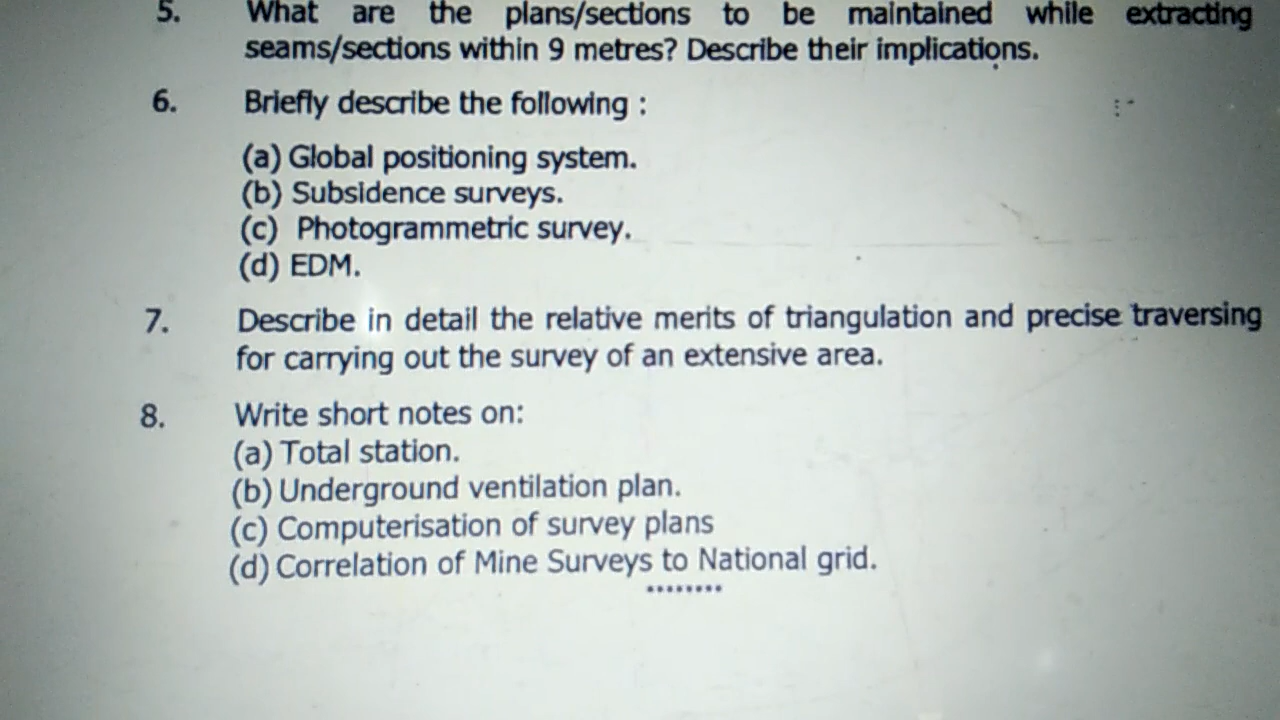 5. What are the plans/sections to be maintained while extracting
seams/sections within 9 metres? Describe their implications.
6. Briefly describe the following :
(a) Global positioning system.
(b) Subsidence surveys.
(c) Photogrammetric survey.
(d) EDM.
7. Describe in detail the relative merits of triangulation and precise traversing
for carrying out the survey of an extensive area.
8. Write short notes on:
(a) Total station.
(b) Underground ventilation plan.
(c) Computerisation of survey plans
(d) Correlation of Mine Surveys to National grid.
********